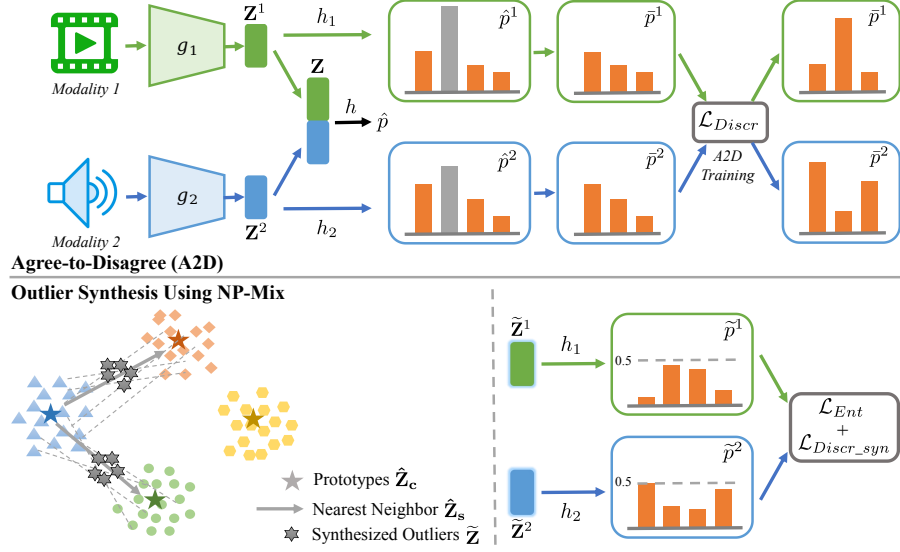 Modality 1
g₁
Z¹
h₁
p̂¹
p̄¹
p̄¹
Z
h
p̂
ℒ_Discr
A2D
Training
Modality 2
g₂
Z²
h₂
p̂²
p̄²
p̄²
Agree-to-Disagree (A2D)
Outlier Synthesis Using NP-Mix
Prototypes Ẑ_c
Nearest Neighbor Ẑ_s
Synthesized Outliers Z̃
Z̃¹
h₁
p̃¹
0.5
ℒ_Ent
+
ℒ_Discr_syn
Z̃²
h₂
p̃²
0.5